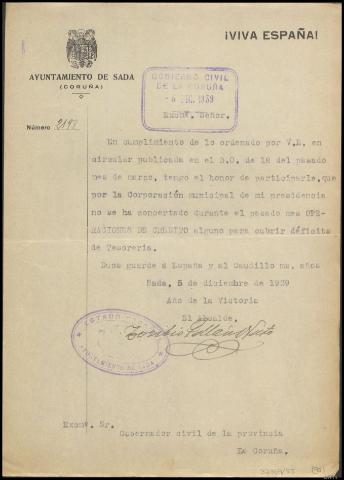 ¡VIVA ESPAÑA!
AYUNTAMIENTO DE SADA
(CORUÑA)
GOBIERNO CIVIL
DE LA CORUÑA
DIC. 1939
Número
Excmº. Señor.
En cumplimiento de lo ordenado por V.E. en
circular publicada en el B.O. de 18 del pasado
mes de marzo, tengo el honor de participarle, que
por la Corporación municipal de mi presidencia
no se ha concertado durante el pasado mes OPE-
RACIONES DE CREDITO alguno para cubrir déficits
de Tesorería.
Dios guarde á España y al Caudillo ms. años
Sada, 5 de diciembre de 1939
Año de la Victoria
El Alcalde,
AYUNTAMIENTO DE SADA
Excmº. Sr.
Gobernador civil de la provincia
La Coruña.